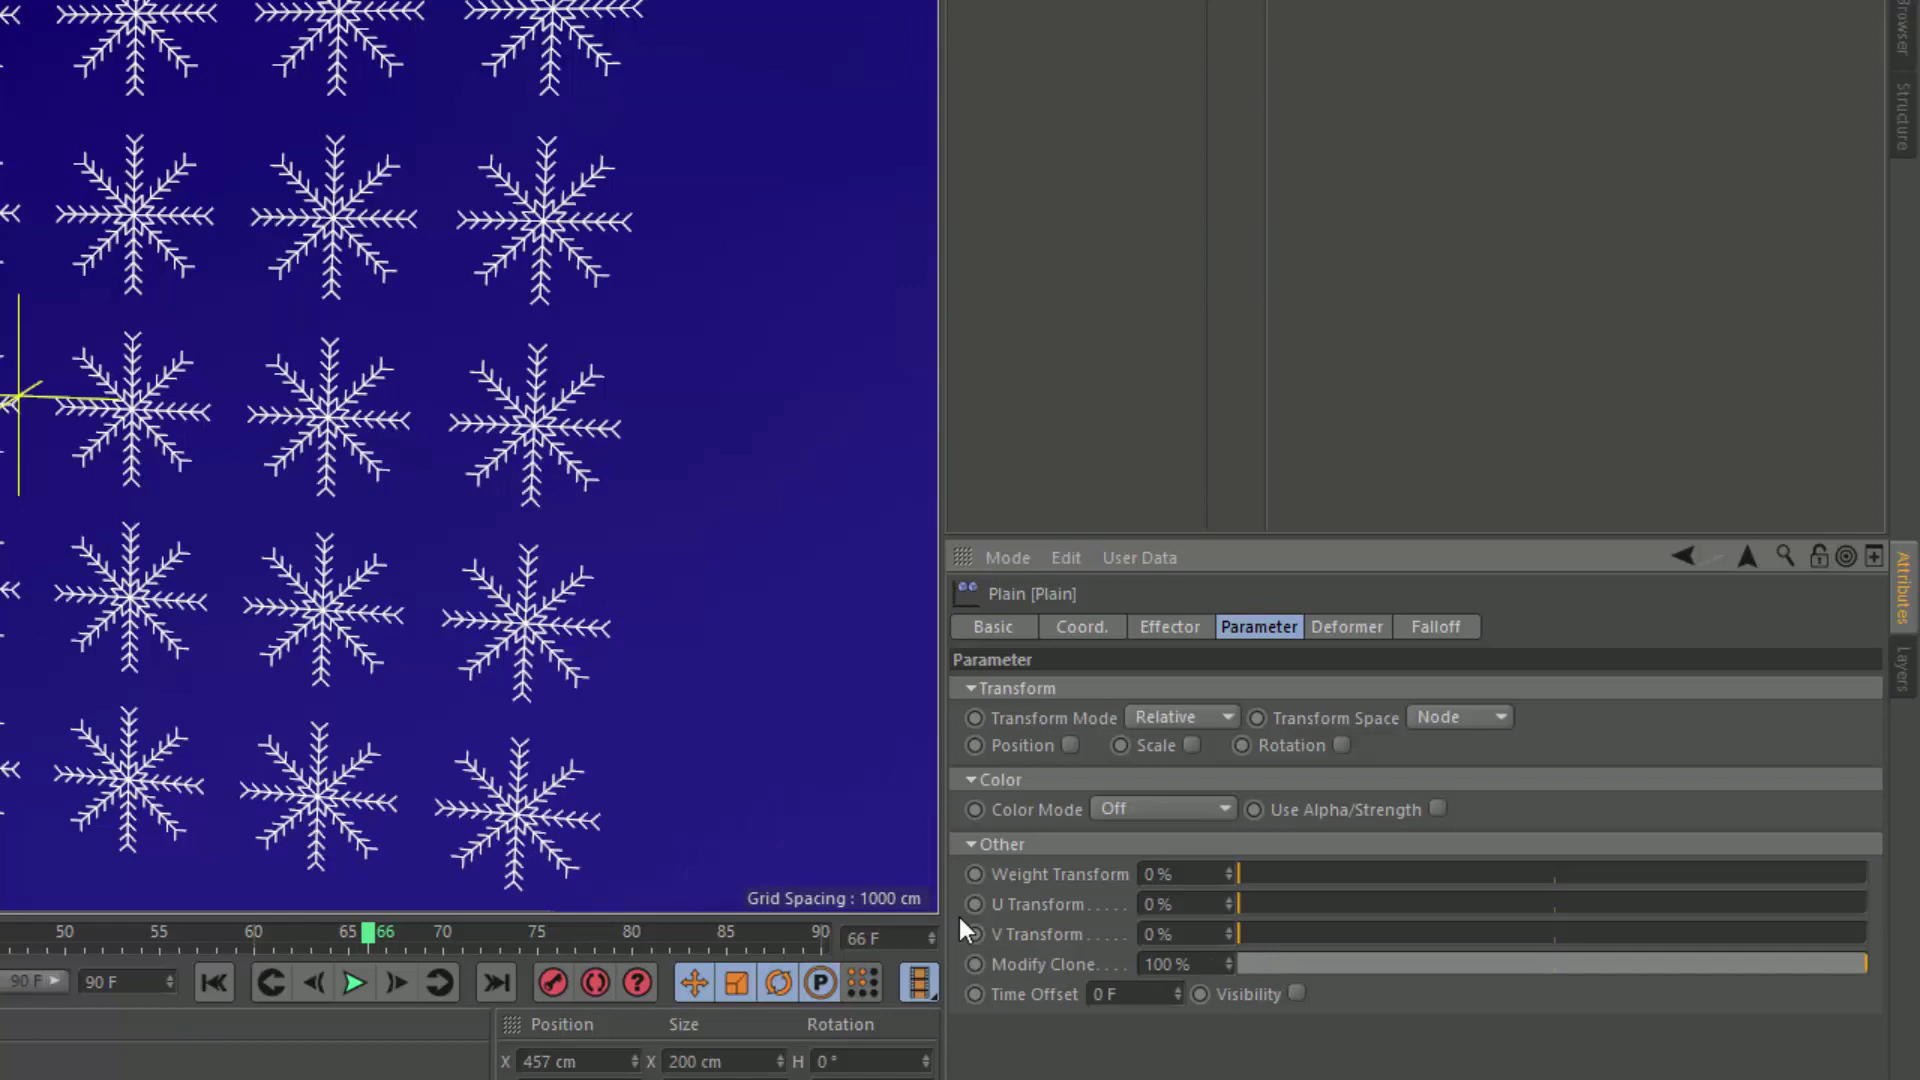 Browser
Structure
Mode Edit User Data
Attributes
Layers
Plain [Plain]
Basic Coord. Effector Parameter Deformer Falloff
Parameter
Transform
Transform Mode Relative Transform Space Node
Position Scale Rotation
Color
Color Mode Off Use Alpha/Strength
Other
Weight Transform 0 %
U Transform..... 0 %
V Transform..... 0 %
Modify Clone.... 100 %
Time Offset 0 F Visibility
Grid Spacing : 1000 cm
50 55 60 65 66 70 75 80 85 90 66 F
90 F 90 F P
Position Size Rotation
X 457 cm X 200 cm H 0 °